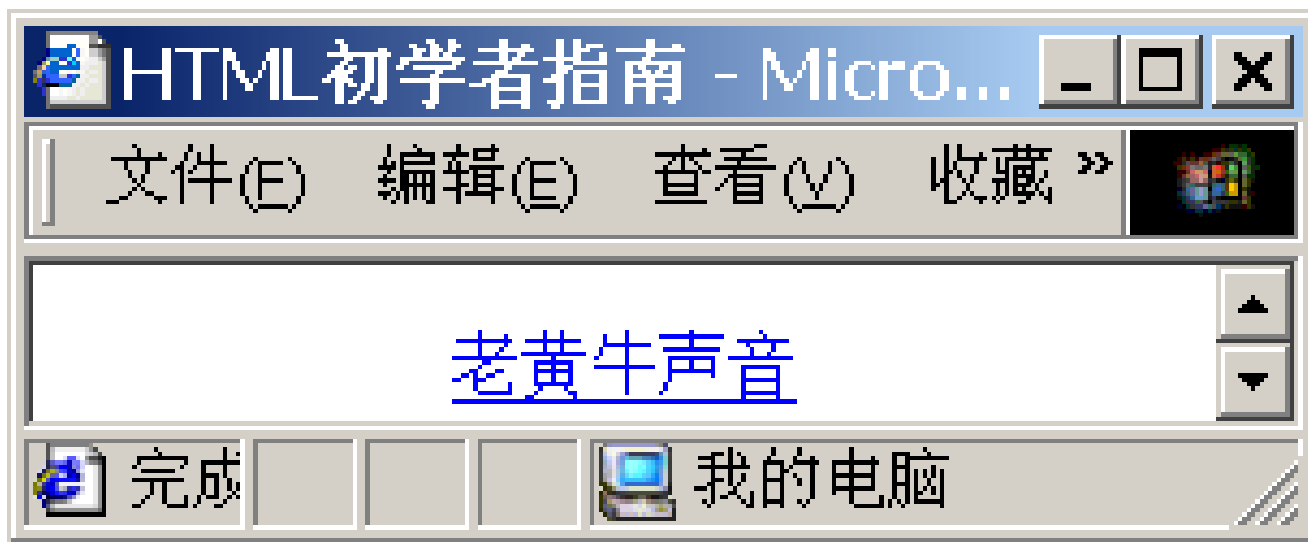 HTML初学者指南 - Micro...
文件(F) 编辑(E) 查看(V) 收藏 »
老黄牛声音
完成 我的电脑